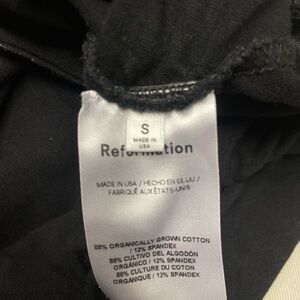 S
MADE IN
USA
Reformation
MADE IN USA / HECHO EN EE.UU /
FABRIQUÉ AUX ÉTATS-UNIS
88% ORGANICALLY GROWN COTTON
/ 12% SPANDEX
88% CULTIVO DEL ALGODÓN
ORGÁNICO / 12% SPANDEX
88% CULTURE DU COTON
ORGANIQUE / 12% SPANDEX